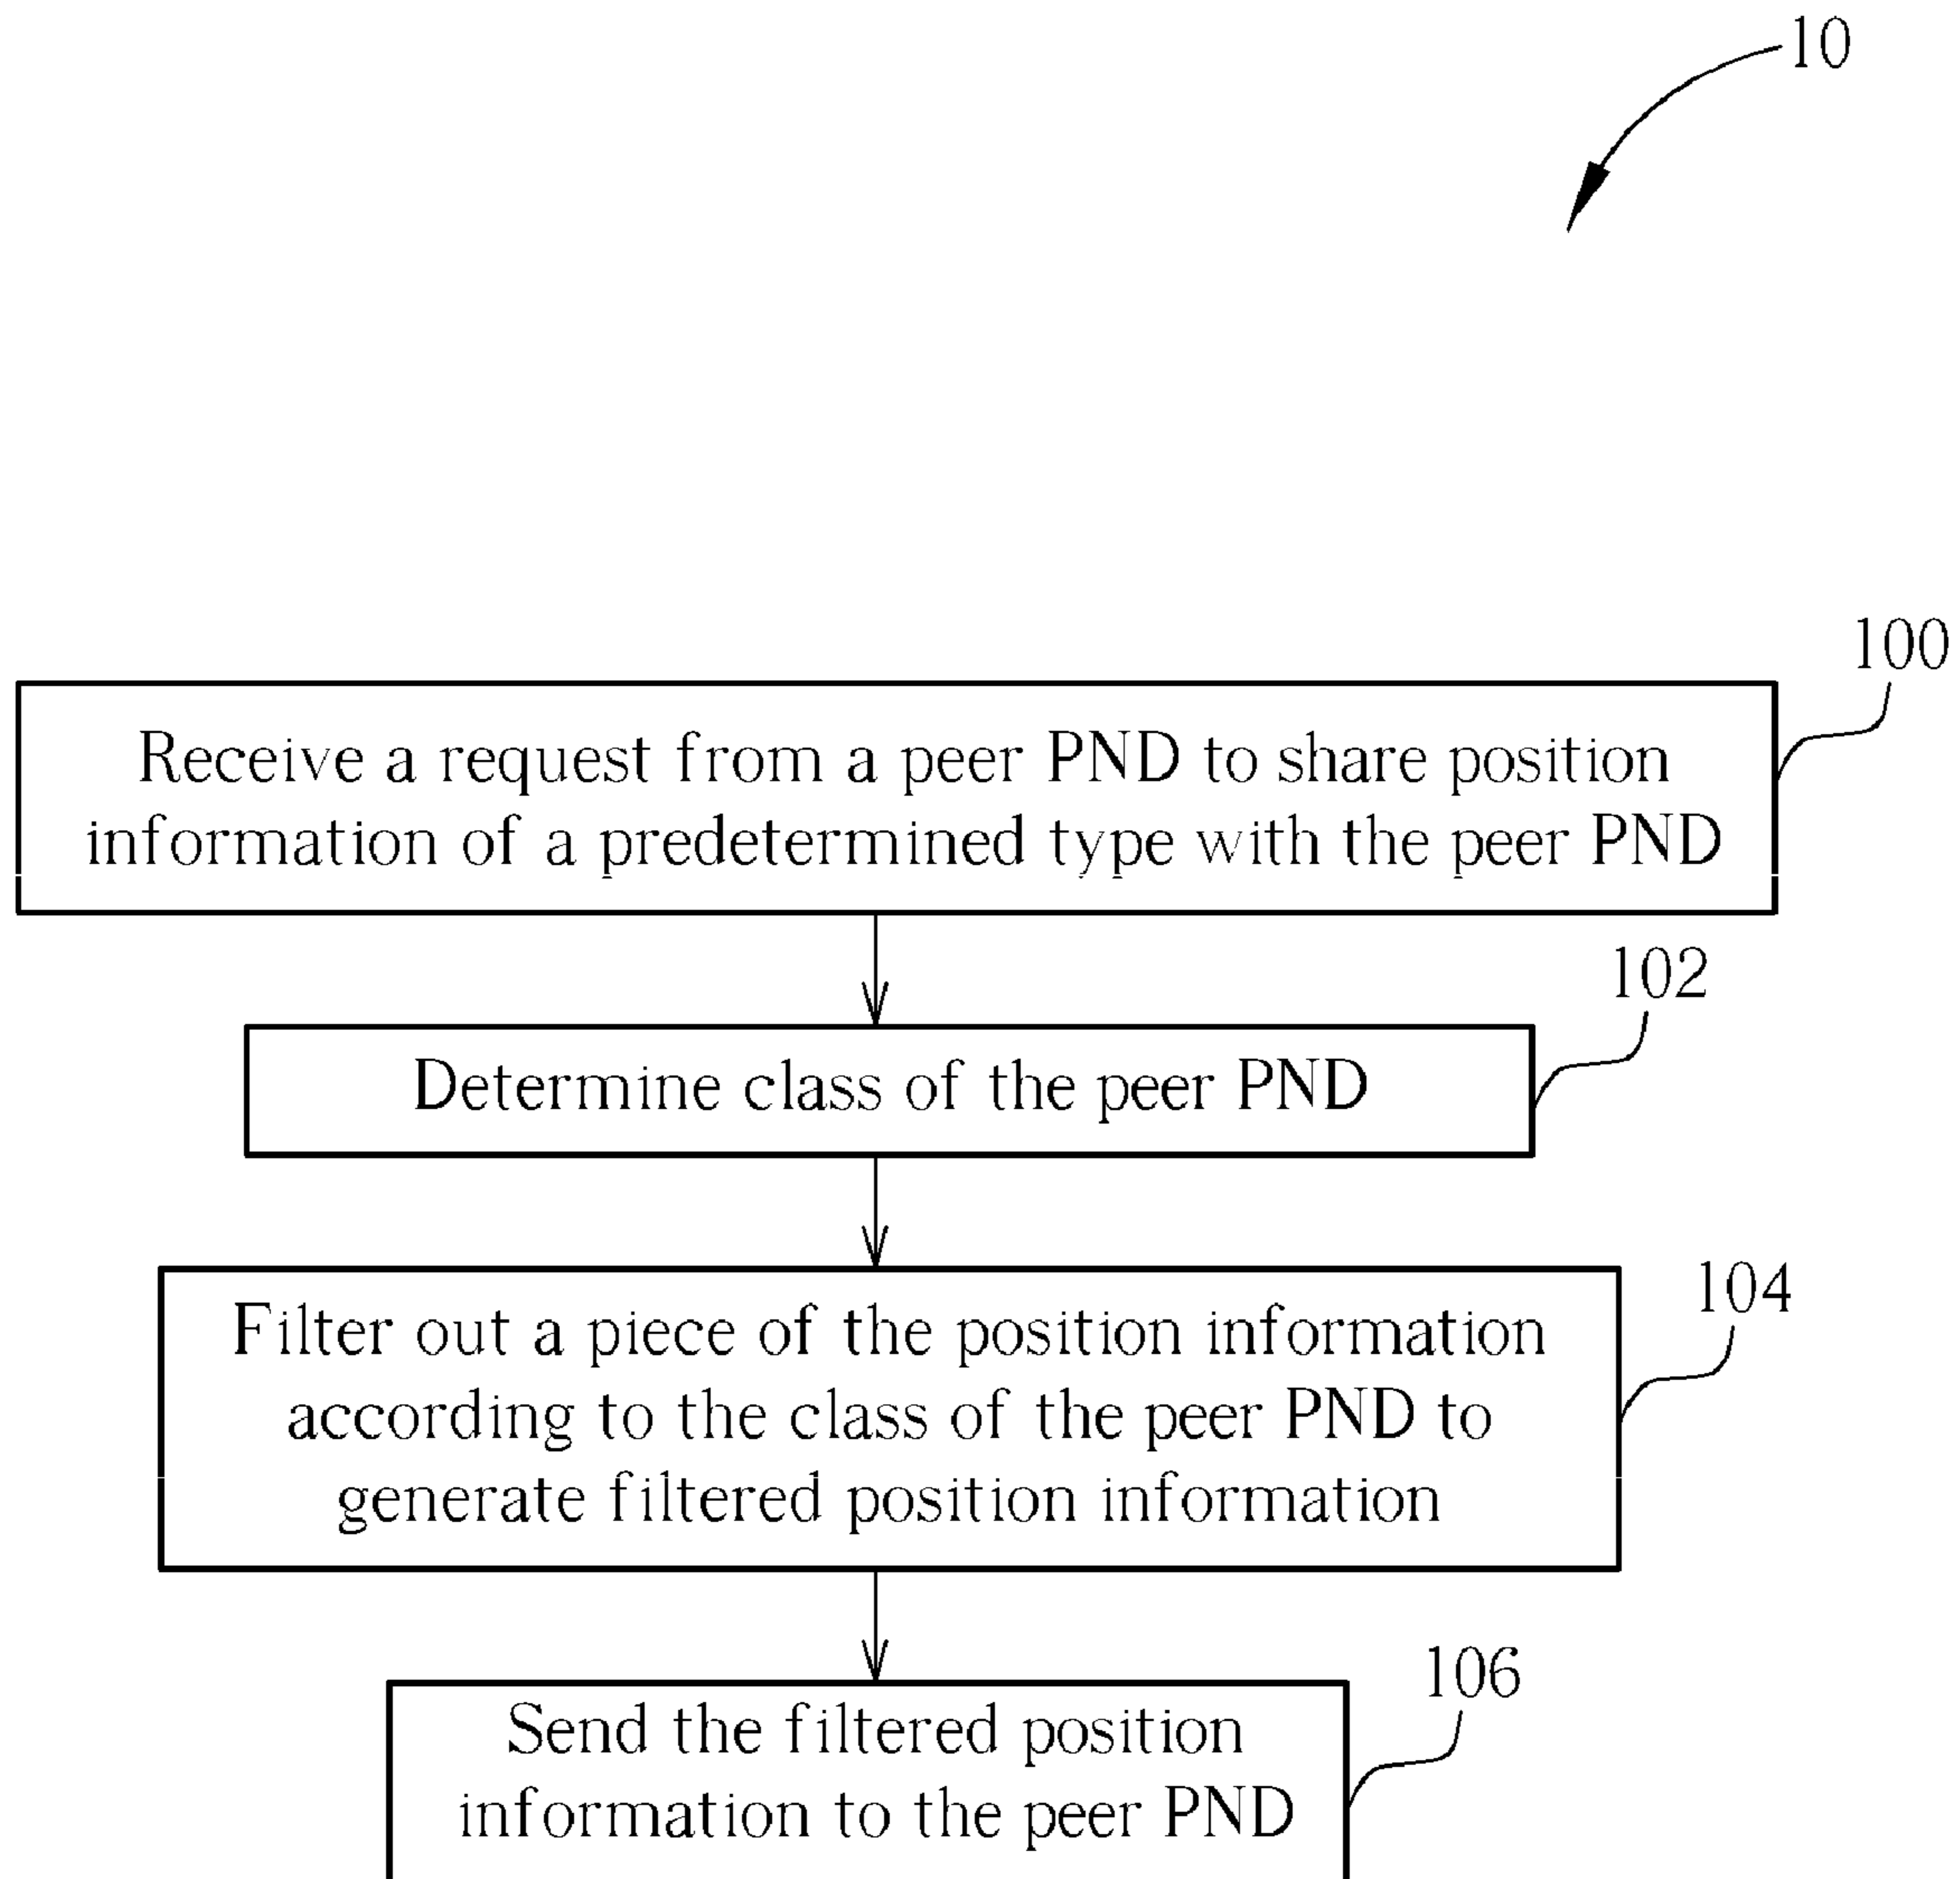 10
100
Receive a request from a peer PND to share position
information of a predetermined type with the peer PND
102
Determine class of the peer PND
104
Filter out a piece of the position information
according to the class of the peer PND to
generate filtered position information
106
Send the filtered position
information to the peer PND